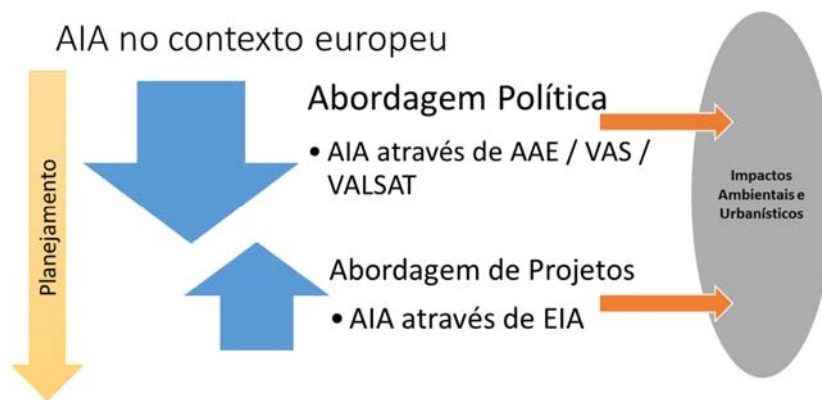 AIA no contexto europeu
Planejamento
Abordagem Política
• AIA através de AAE / VAS /
VALSAT
Abordagem de Projetos
• AIA através de EIA
Impactos
Ambientais e
Urbanísticos